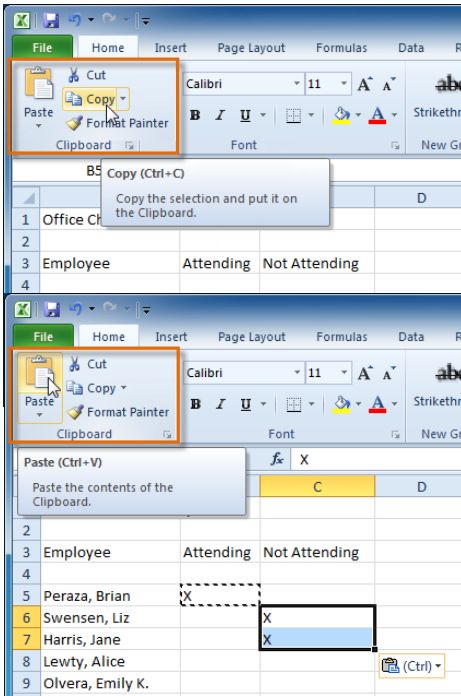 File Home Insert Page Layout Formulas Data
Cut
Calibri 11 A A abc
Copy
Paste
Format Painter
B I U A Strikethr
Clipboard Font New G
B5
Copy (Ctrl+C)
Copy the selection and put it on
the Clipboard.
D
1 Office Ch
2
3 Employee Attending Not Attending
4
File Home Insert Page Layout Formulas Data
Cut
Calibri 11 A A
Copy
Paste
Format Painter
B I U A Strikethr
Clipboard Font New G
Paste (Ctrl+V)
fx X
Paste the contents of the
Clipboard.
C D
2
3 Employee Attending Not Attending
4
5 Peraza, Brian X
6 Swensen, Liz X
7 Harris, Jane X
8 Lewty, Alice
(Ctrl)
9 Olvera, Emily K.